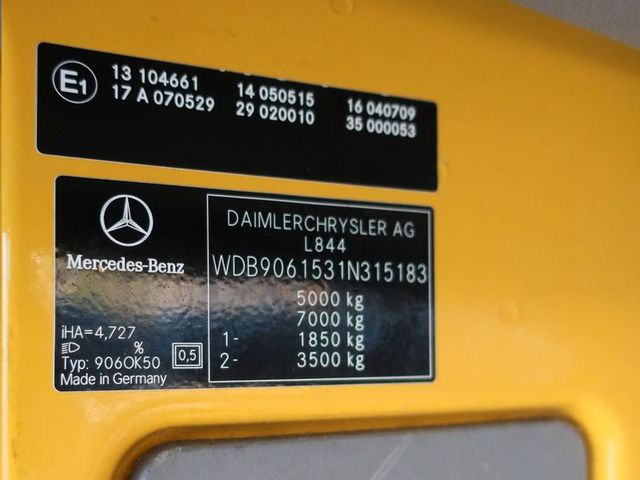 E1 13 104661 14 050515 16 040709
17 A 070529 29 020010 35 000053
Mercedes-Benz
DAIMLERCHRYSLER AG
L844
WDB9061531N315183
5000 kg
7000 kg
1- 1850 kg
2- 3500 kg
iHA=4,727
%
Typ: 906OK50 0,5
Made in Germany